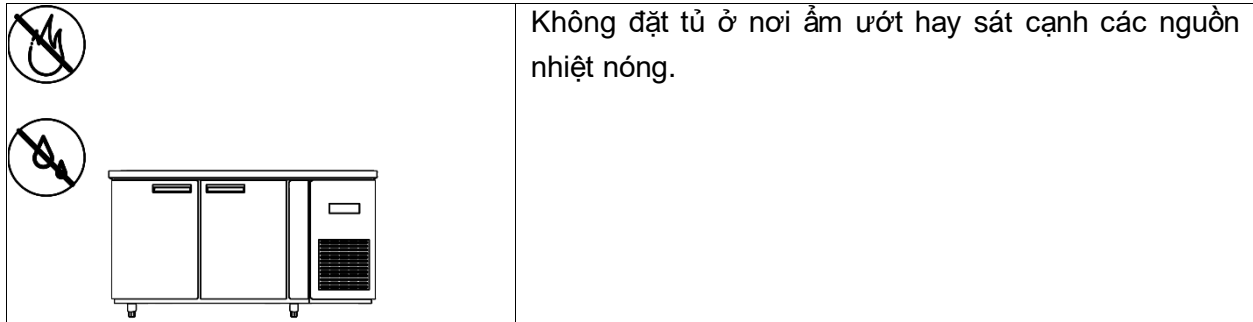 Không đặt tủ ở nơi ẩm ướt hay sát cạnh các nguồn
nhiệt nóng.